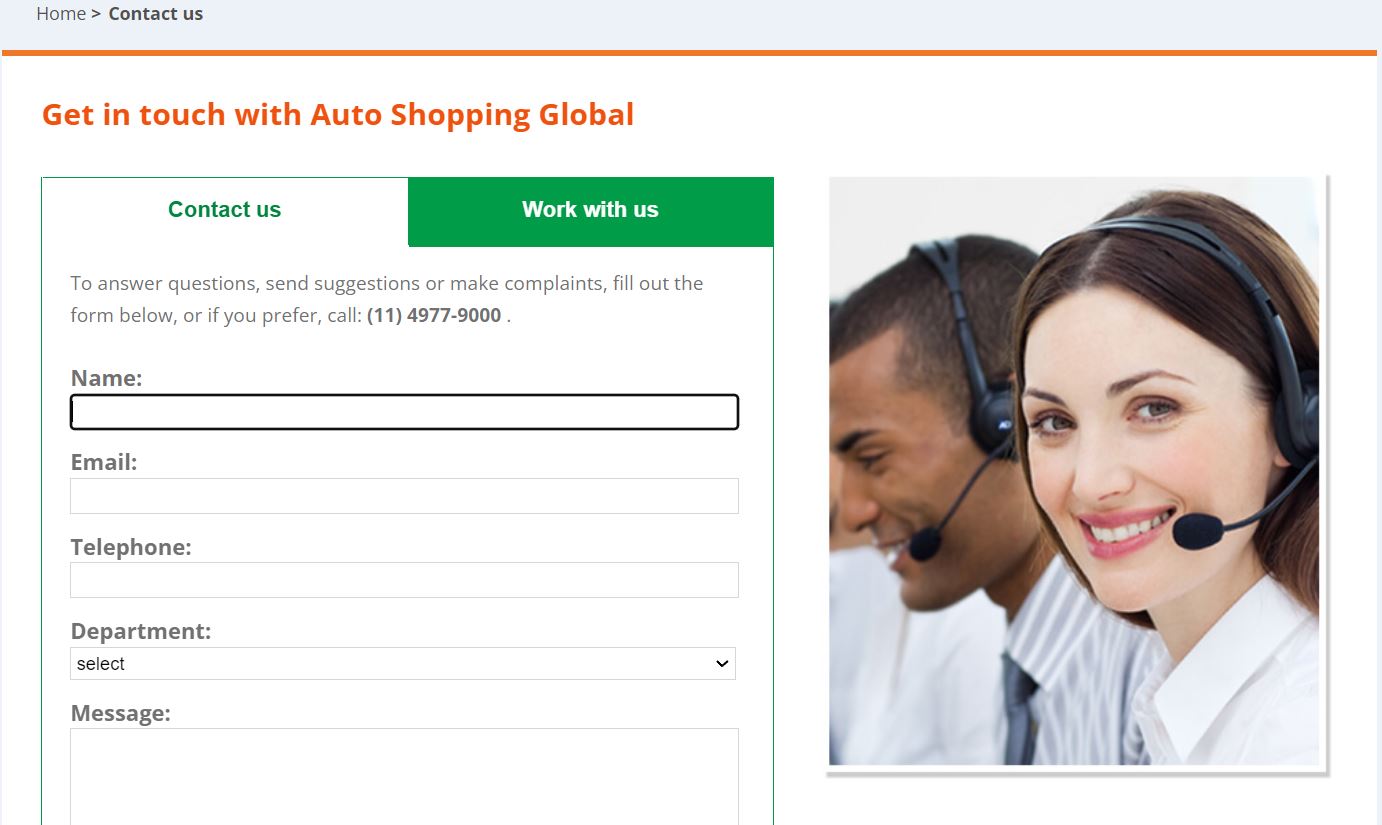 Home > Contact us
Get in touch with Auto Shopping Global
Contact us
Work with us
To answer questions, send suggestions or make complaints, fill out the
form below, or if you prefer, call: (11) 4977-9000 .
Name:
Email:
Telephone:
Department:
select
Message: